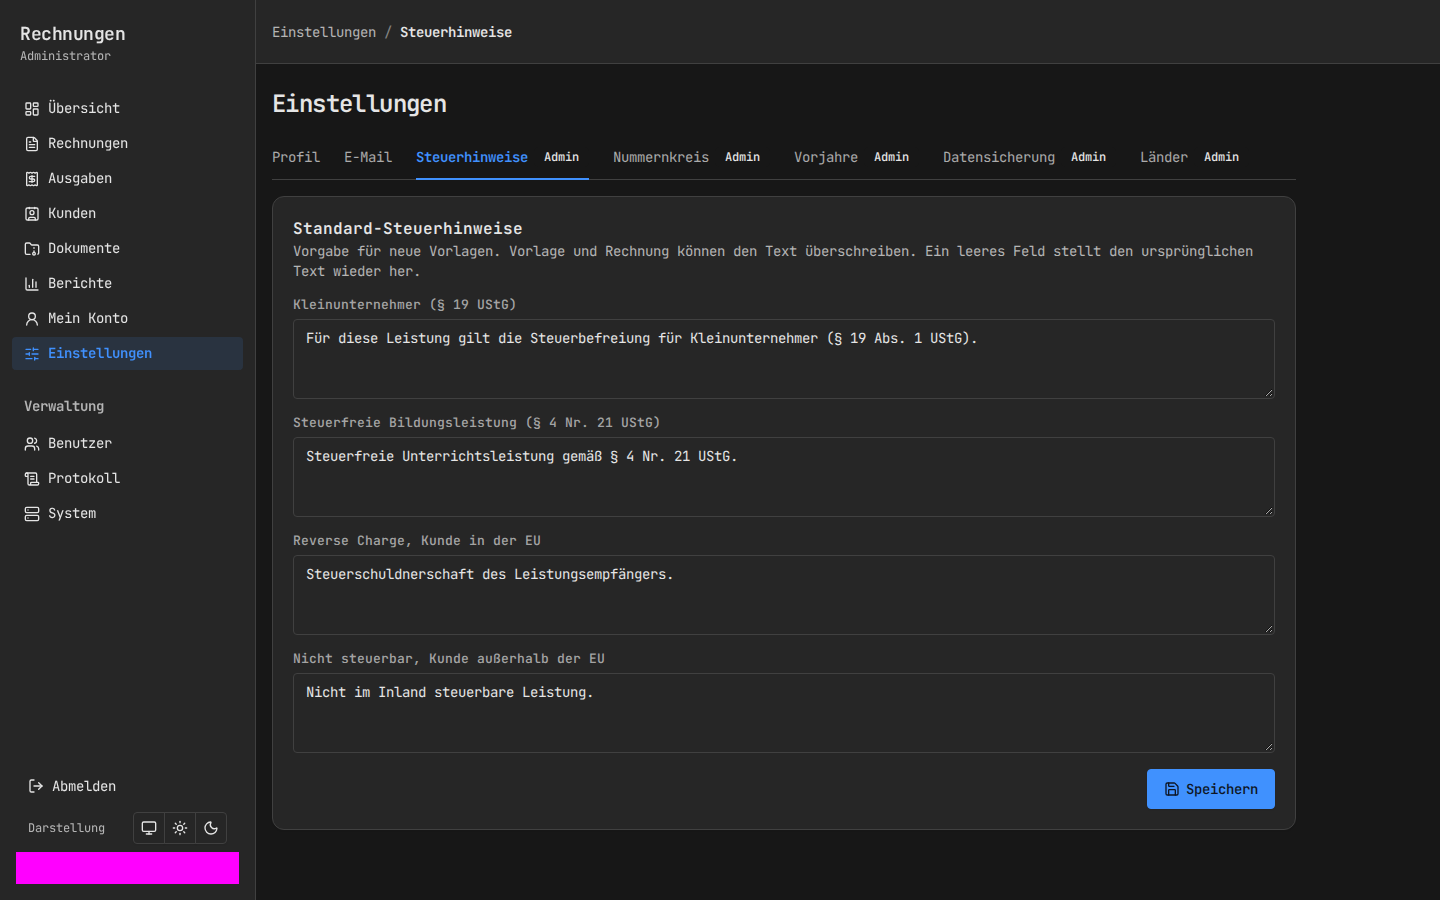 Rechnungen
Administrator
Übersicht
Rechnungen
Ausgaben
Kunden
Dokumente
Berichte
Mein Konto
Einstellungen
Verwaltung
Benutzer
Protokoll
System
Abmelden
Darstellung
Einstellungen / Steuerhinweise
Einstellungen
Profil E-Mail Steuerhinweise Admin Nummernkreis Admin Vorjahre Admin Datensicherung Admin Länder Admin
Standard-Steuerhinweise
Vorgabe für neue Vorlagen. Vorlage und Rechnung können den Text überschreiben. Ein leeres Feld stellt den ursprünglichen
Text wieder her.
Kleinunternehmer (§ 19 UStG)
Für diese Leistung gilt die Steuerbefreiung für Kleinunternehmer (§ 19 Abs. 1 UStG).
Steuerfreie Bildungsleistung (§ 4 Nr. 21 UStG)
Steuerfreie Unterrichtsleistung gemäß § 4 Nr. 21 UStG.
Reverse Charge, Kunde in der EU
Steuerschuldnerschaft des Leistungsempfängers.
Nicht steuerbar, Kunde außerhalb der EU
Nicht im Inland steuerbare Leistung.
Speichern